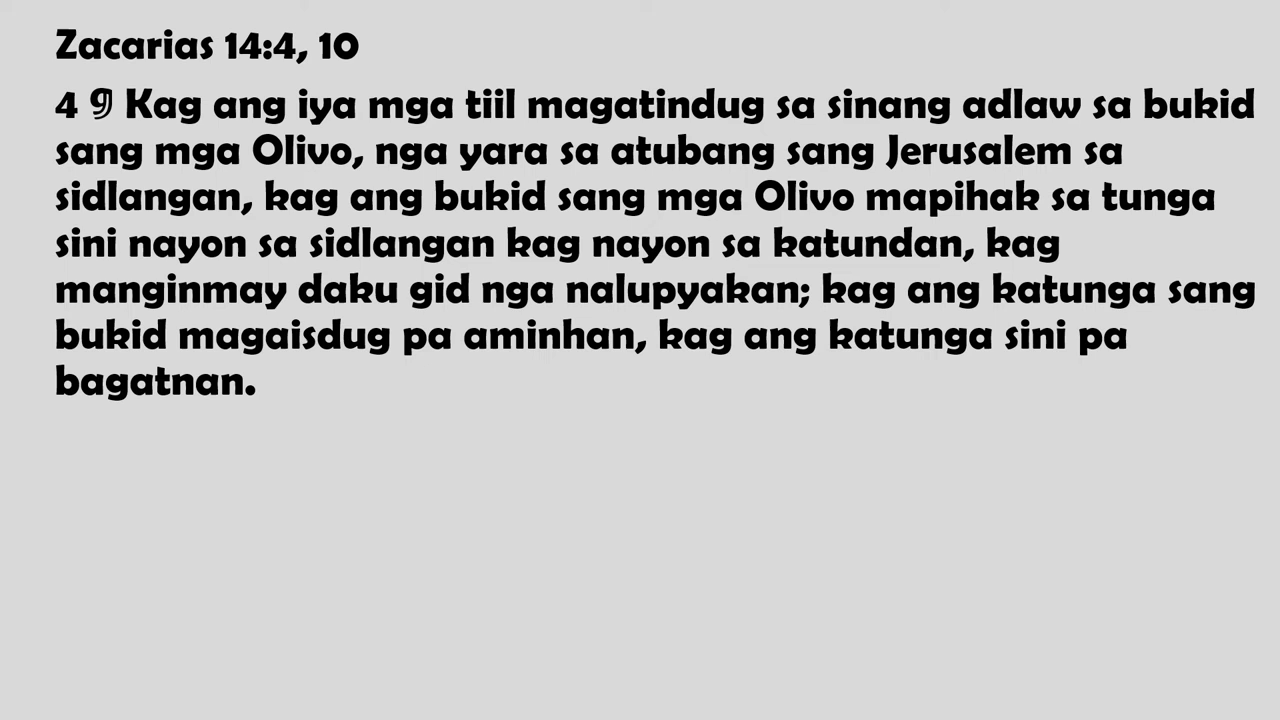 Zacarias 14:4, 10
4 Kag ang iya mga tiil magatindug sa sinang adlaw sa bukid
sang mga Olivo, nga yara sa atubang sang Jerusalem sa
sidlangan, kag ang bukid sang mga Olivo mapihak sa tunga
sini nayon sa sidlangan kag nayon sa katundan, kag
manginmay daku gid nga nalupyakan; kag ang katunga sang
bukid magaisdug pa aminhan, kag ang katunga sini pa
bagatnan.